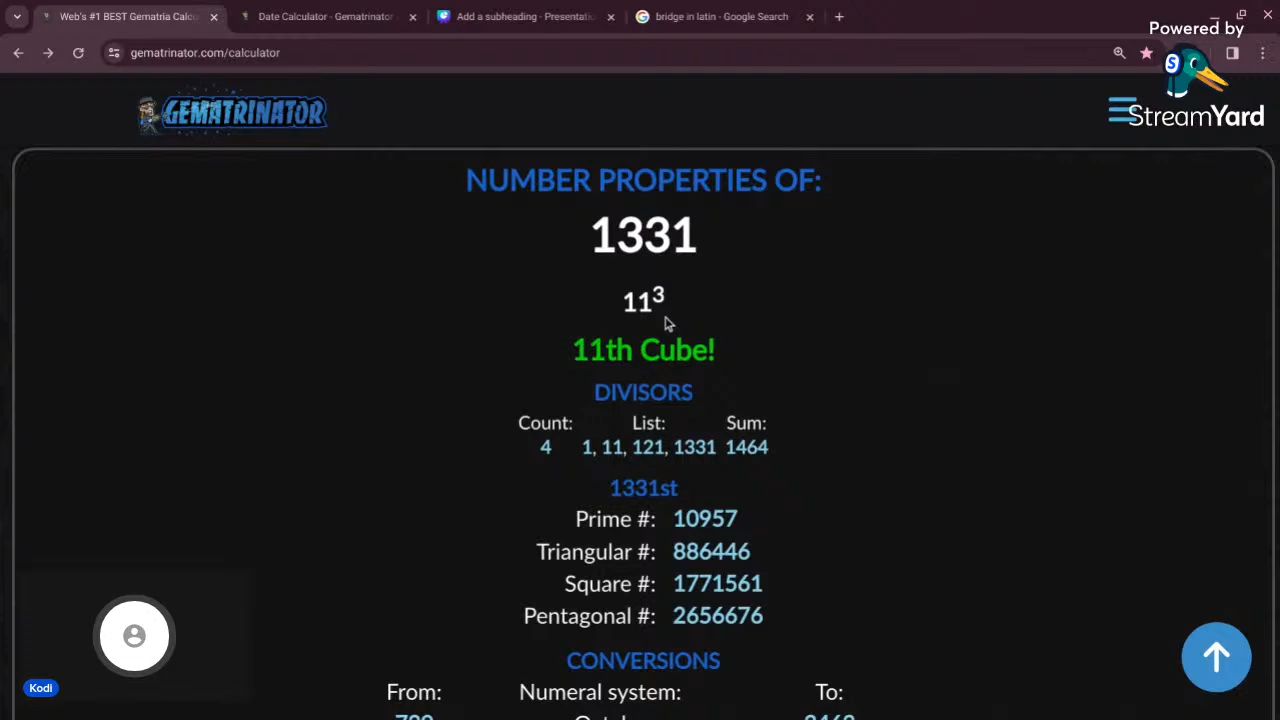 Web's #1 BEST Gematria Calcu
Date Calculator - Gematrinator
Add a subheading - Presentati
bridge in latin - Google Search
Powered by
gematrinator.com/calculator
GEMATRINATOR
StreamYard
NUMBER PROPERTIES OF:
1331
11³
11th Cube!
DIVISORS
Count: List: Sum:
4 1, 11, 121, 1331 1464
1331st
Prime #: 10957
Triangular #: 886446
Square #: 1771561
Pentagonal #: 2656676
CONVERSIONS
Kodi
From: Numeral system: To: